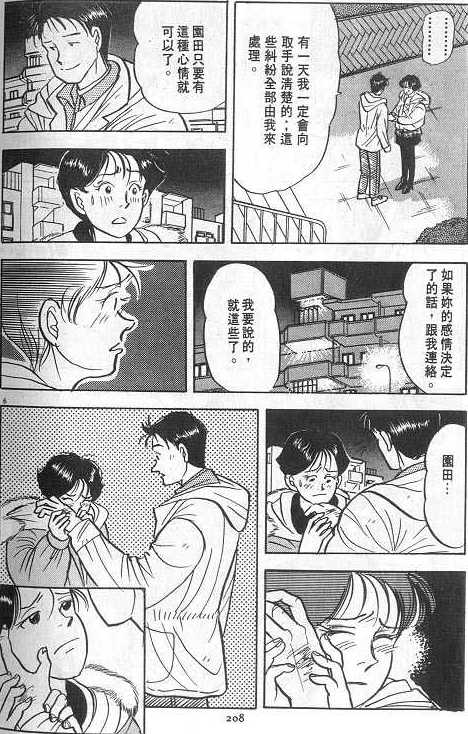 …………
…………
有一天我一定會向
取手說清楚的；這
些糾紛全部由我來
處理。
園田只要有
這種心情就
可以了。
如果妳的感情決定
了的話，跟我連絡。
我要說的，
就這些了。
6
園田…
208